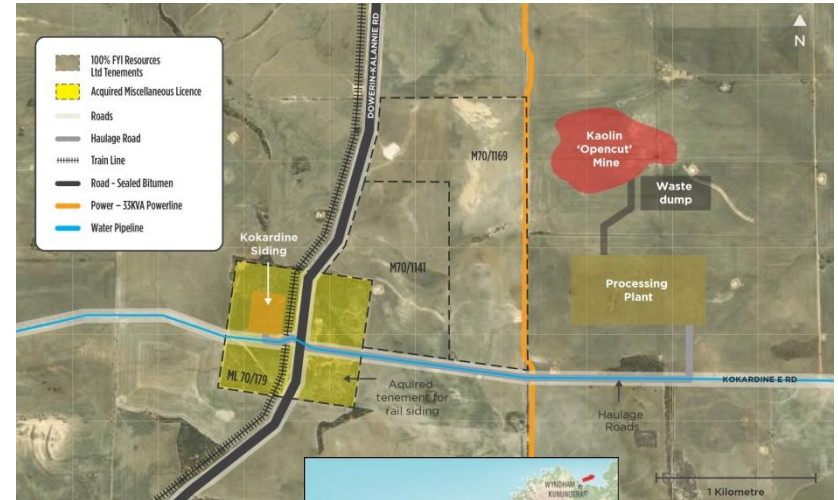 100% FYI Resources
Ltd Tenements
Acquired Miscellaneous Licence
Roads
Haulage Road
Train Line
Road - Sealed Bitumen
Power – 33KVA Powerline
Water Pipeline
N
DOWERIN-KALANNIE RD
M70/1169
Kaolin
'Opencut'
Mine
Waste
dump
Kokardine
Siding
M70/1141
Processing
Plant
ML 70/179
Aquired
tenement for
rail siding
KOKARDINE E RD
Haulage
Roads
WYNDHAM
KUNUNURRA
1 Kilometre